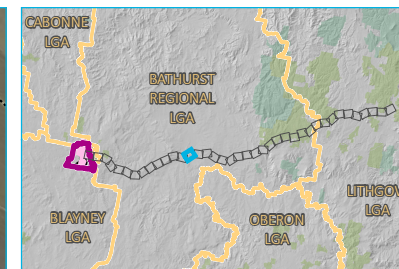 CABONNE
LGA
BATHURST
REGIONAL
LGA
BLAYNEY
LGA
OBERON
LGA
LITHGOW
LGA